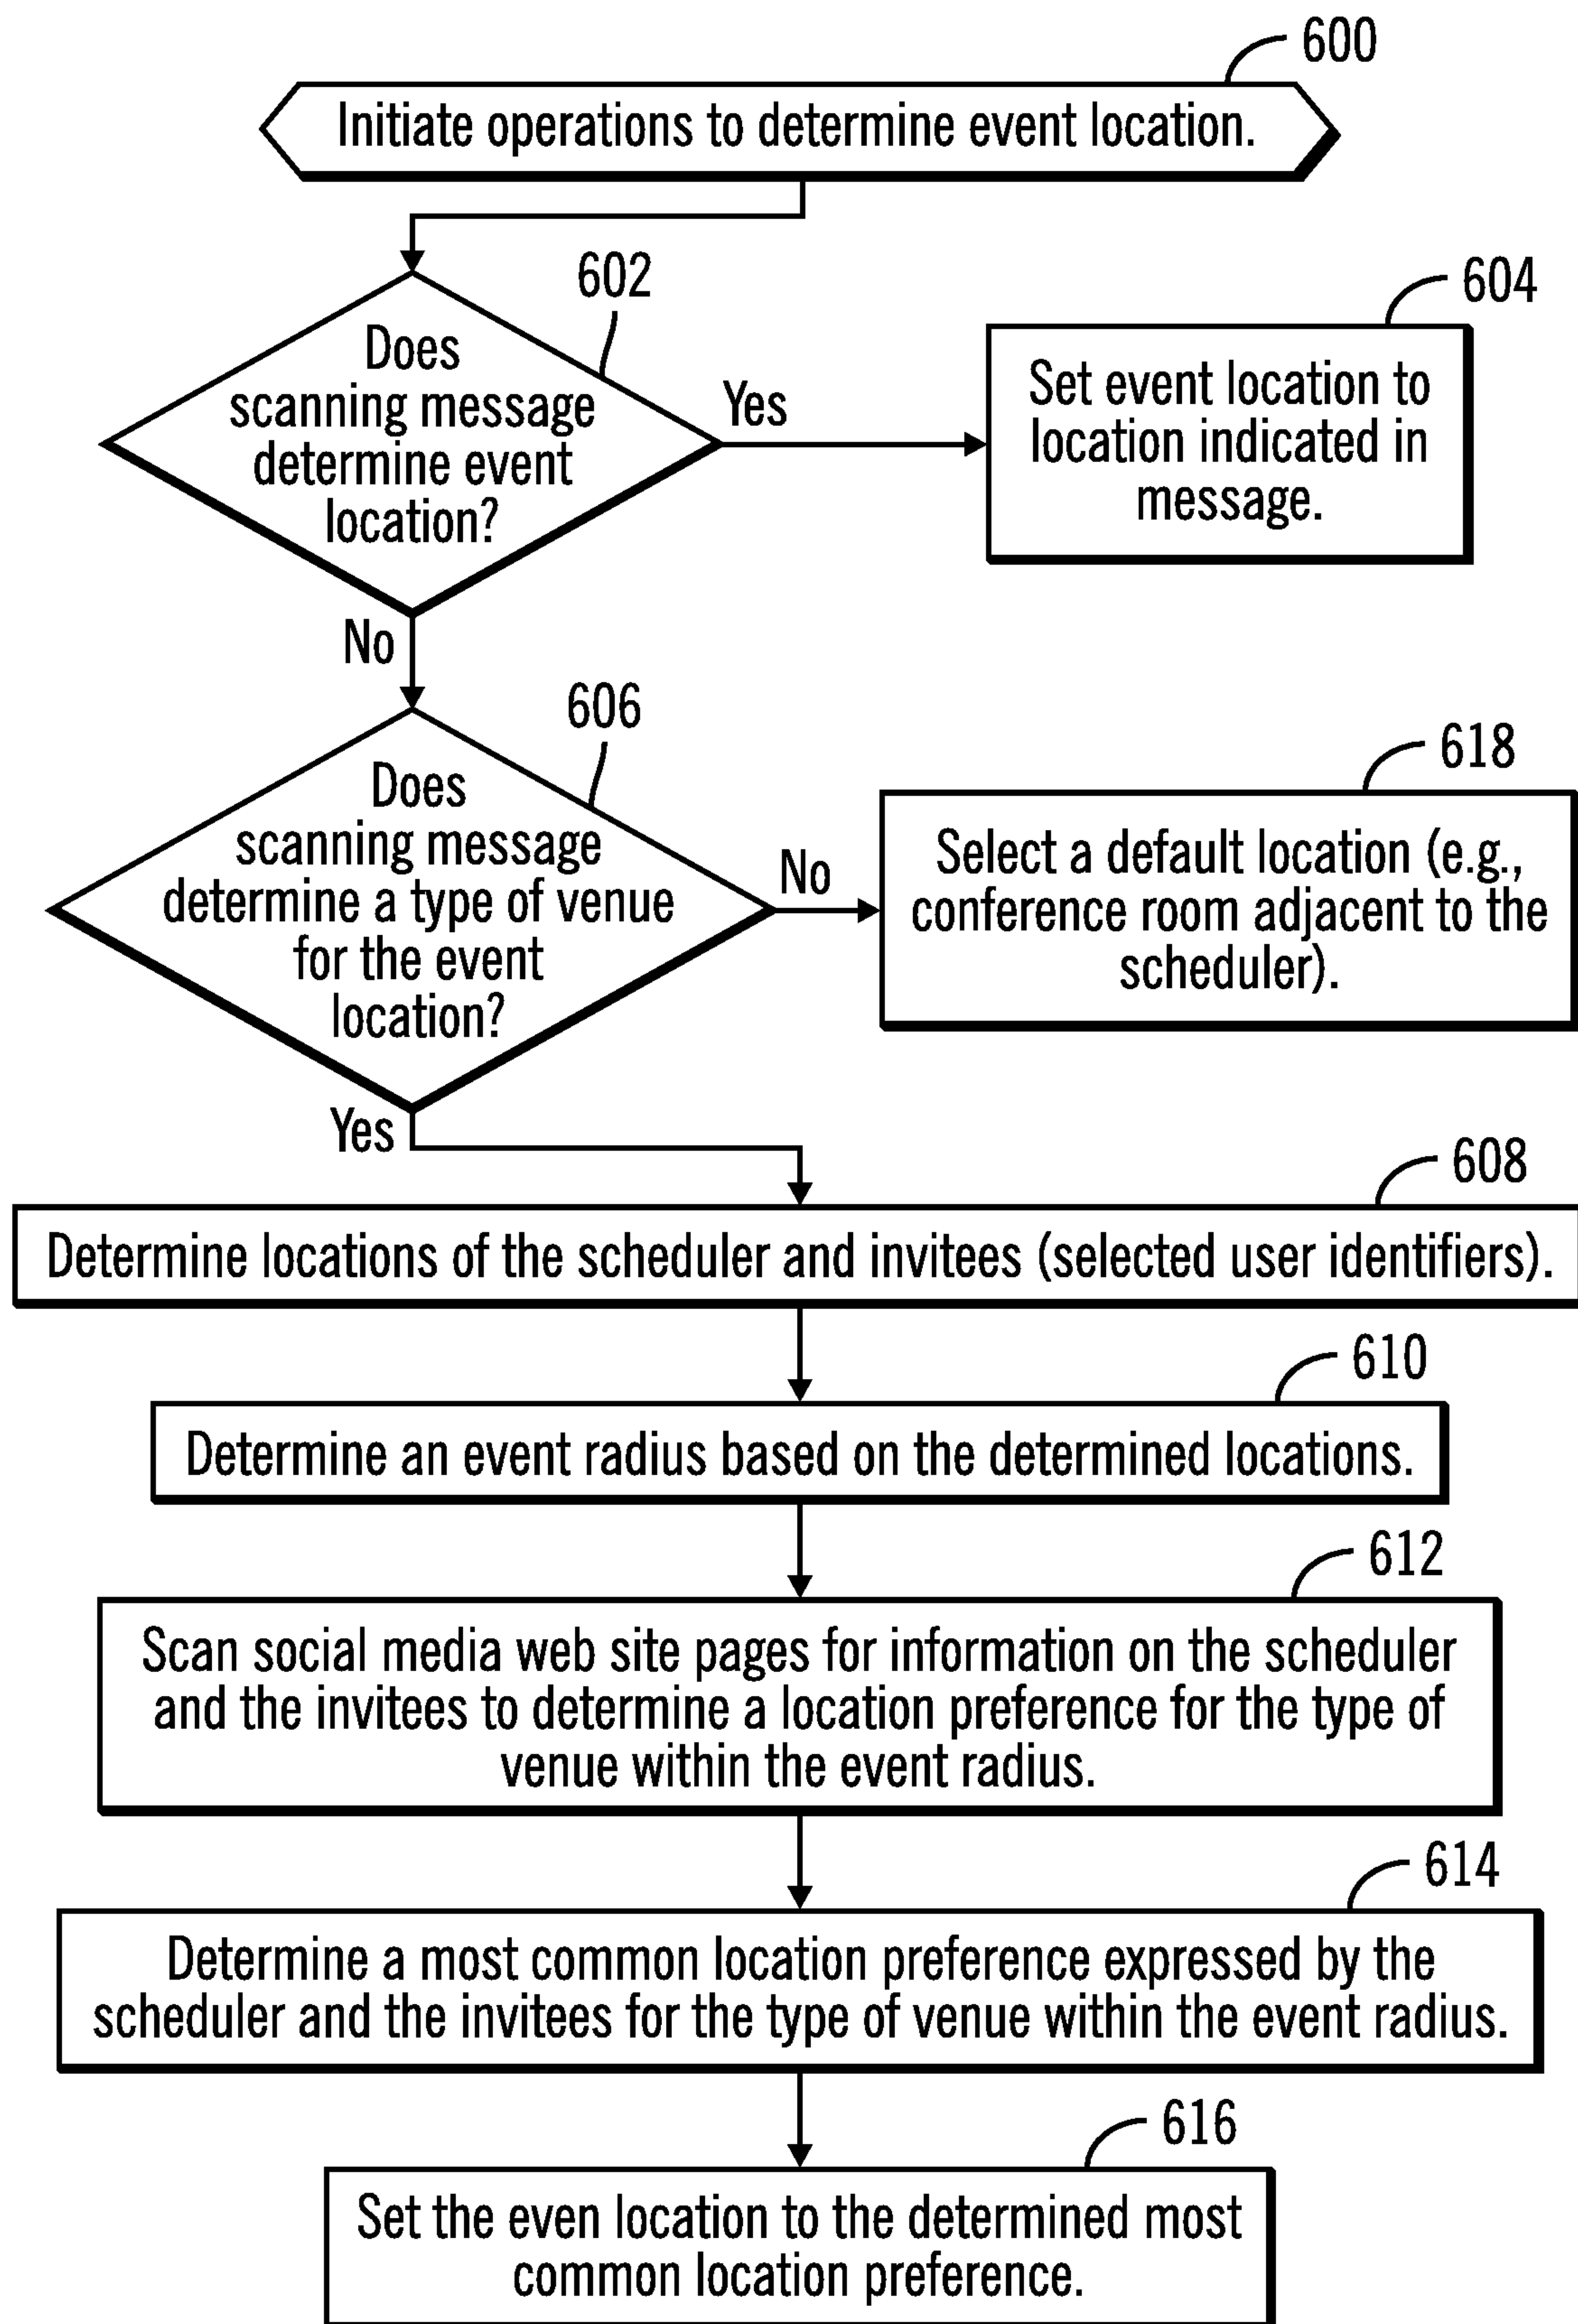 600
Initiate operations to determine event location.
602
Does
scanning message
determine event
location?
Yes
604
Set event location to
location indicated in
message.
No
606
Does
scanning message
determine a type of venue
for the event
location?
No
618
Select a default location (e.g.,
conference room adjacent to the
scheduler).
Yes
608
Determine locations of the scheduler and invitees (selected user identifiers).
610
Determine an event radius based on the determined locations.
612
Scan social media web site pages for information on the scheduler
and the invitees to determine a location preference for the type of
venue within the event radius.
614
Determine a most common location preference expressed by the
scheduler and the invitees for the type of venue within the event radius.
616
Set the even location to the determined most
common location preference.